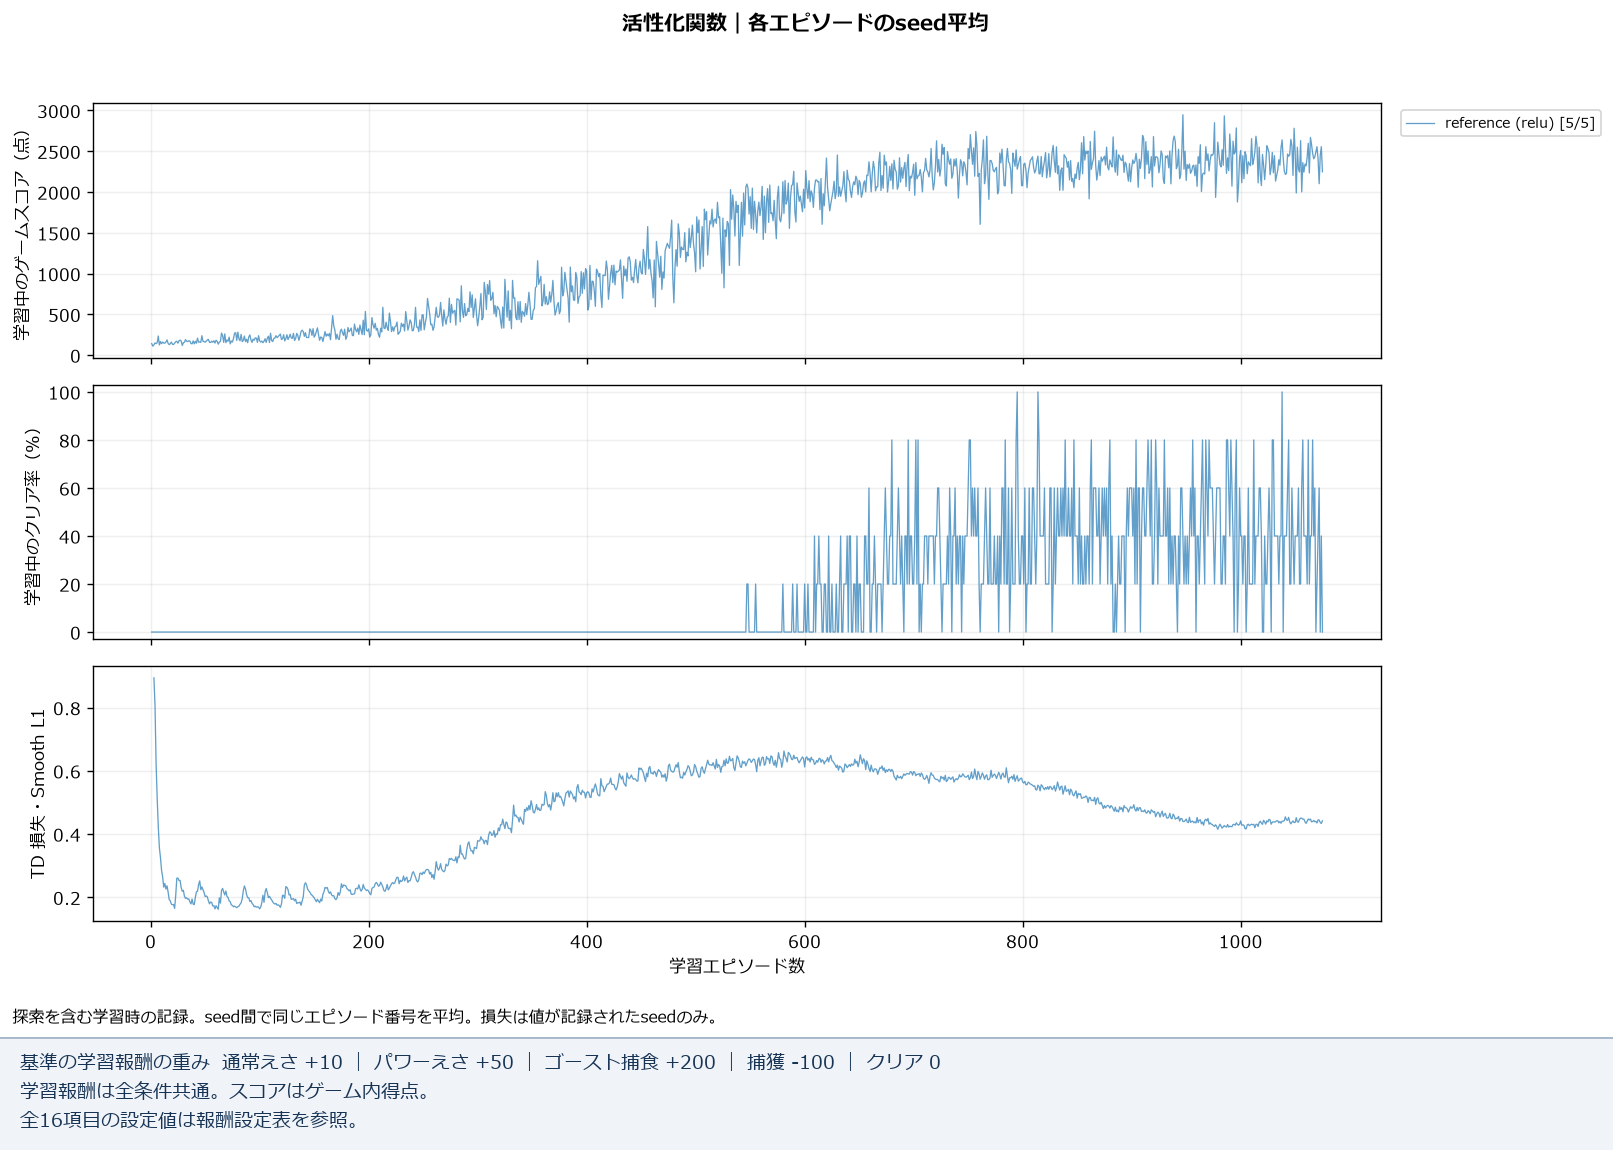 活性化関数｜各エピソードのseed平均
学習中のゲームスコア (点)
3000
2500
2000
1500
1000
500
0
reference (relu) [5/5]
学習中のクリア率 (%)
100
80
60
40
20
0
TD 損失・Smooth L1
0.8
0.6
0.4
0.2
0 200 400 600 800 1000
学習エピソード数
探索を含む学習時の記録。seed間で同じエピソード番号を平均。損失は値が記録されたseedのみ。
基準の学習報酬の重み 通常えさ +10 ｜ パワーえさ +50 ｜ ゴースト捕食 +200 ｜ 捕獲 -100 ｜ クリア 0
学習報酬は全条件共通。スコアはゲーム内得点。
全16項目の設定値は報酬設定表を参照。